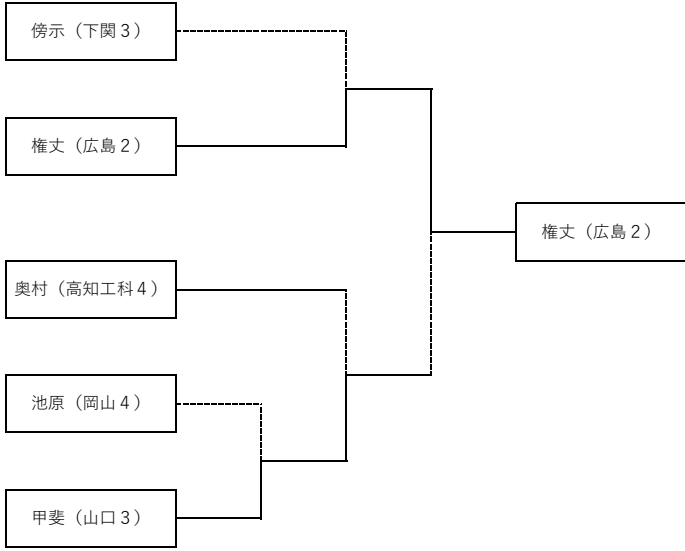 傍示（下関３）
権丈（広島２）
権丈（広島２）
奥村（高知工科４）
池原（岡山４）
甲斐（山口３）